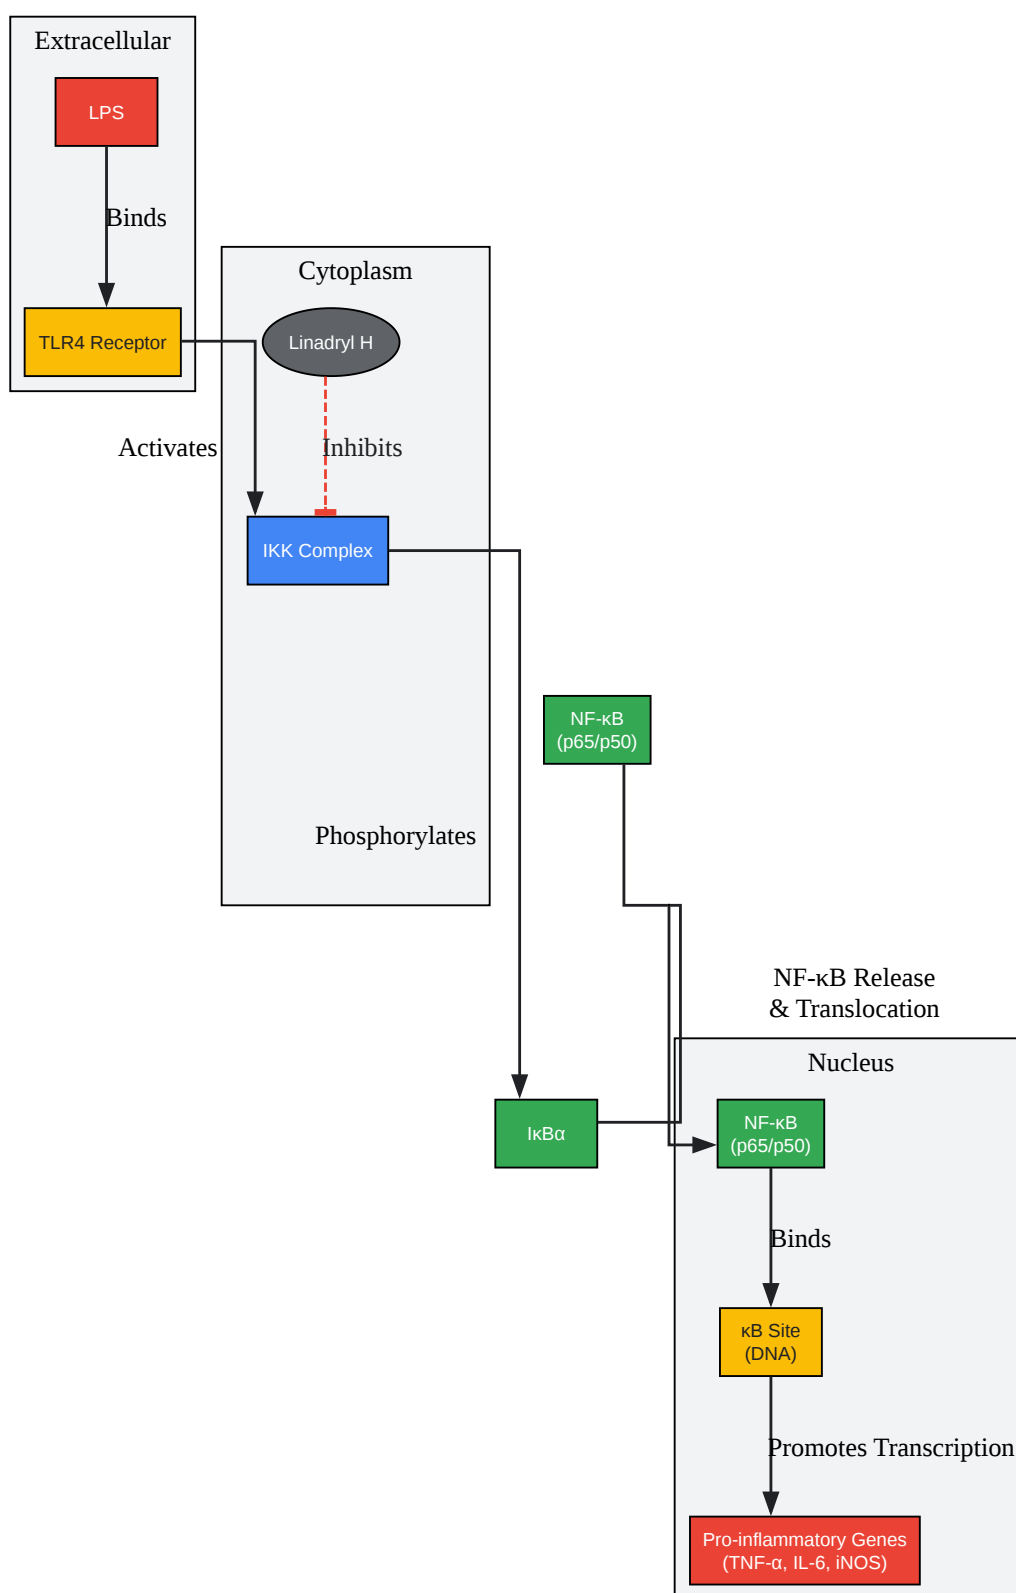 Extracellular
LPS
Binds
TLR4 Receptor
Cytoplasm
Linadryl H
Activates
Inhibits
IKK Complex
NF-κB
(p65/p50)
Phosphorylates
NF-κB Release
& Translocation
Nucleus
IκBα
NF-κB
(p65/p50)
Binds
κB Site
(DNA)
Promotes Transcription
Pro-inflammatory Genes
(TNF-α, IL-6, iNOS)